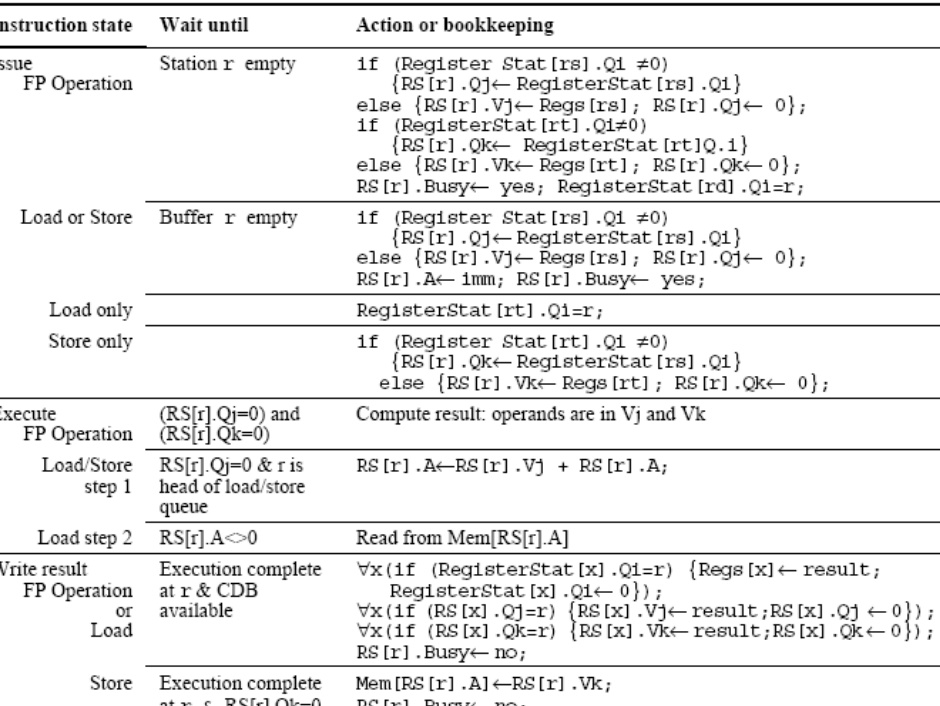 nstruction state Wait until Action or bookkeeping
ssue Station r empty if (Register Stat[rs].Qi ≠0)
FP Operation {RS[r].Qj← RegisterStat[rs].Qi}
else {RS[r].Vj← Regs[rs]; RS[r].Qj← 0};
if (RegisterStat[rt].Qi≠0)
{RS[r].Qk← RegisterStat[rt]Q.i}
else {RS[r].Vk← Regs[rt]; RS[r].Qk← 0};
RS[r].Busy← yes; RegisterStat[rd].Qi=r;
Load or Store Buffer r empty if (Register Stat[rs].Qi ≠0)
{RS[r].Qj← RegisterStat[rs].Qi}
else {RS[r].Vj← Regs[rs]; RS[r].Qj← 0};
RS[r].A← imm; RS[r].Busy← yes;
Load only RegisterStat[rt].Qi=r;
Store only if (Register Stat[rt].Qi ≠0)
{RS[r].Qk← RegisterStat[rs].Qi}
else {RS[r].Vk← Regs[rt]; RS[r].Qk← 0};
Execute (RS[r].Qj=0) and Compute result: operands are in Vj and Vk
FP Operation (RS[r].Qk=0)
Load/Store RS[r].Qj=0 & r is RS[r].A←RS[r].Vj + RS[r].A;
step 1 head of load/store
queue
Load step 2 RS[r].A<>0 Read from Mem[RS[r].A]
Write result Execution complete ∀x(if (RegisterStat[x].Qi=r) {Regs[x]← result;
FP Operation at r & CDB RegisterStat[x].Qi← 0});
or available ∀x(if (RS[x].Qj=r) {RS[x].Vj← result;RS[x].Qj ← 0});
Load ∀x(if (RS[x].Qk=r) {RS[x].Vk← result;RS[x].Qk← 0});
RS[r].Busy← no;
Store Execution complete Mem[RS[r].A]←RS[r].Vk;
at r & RS[r].Qk=0 RS[r].Busy← no;